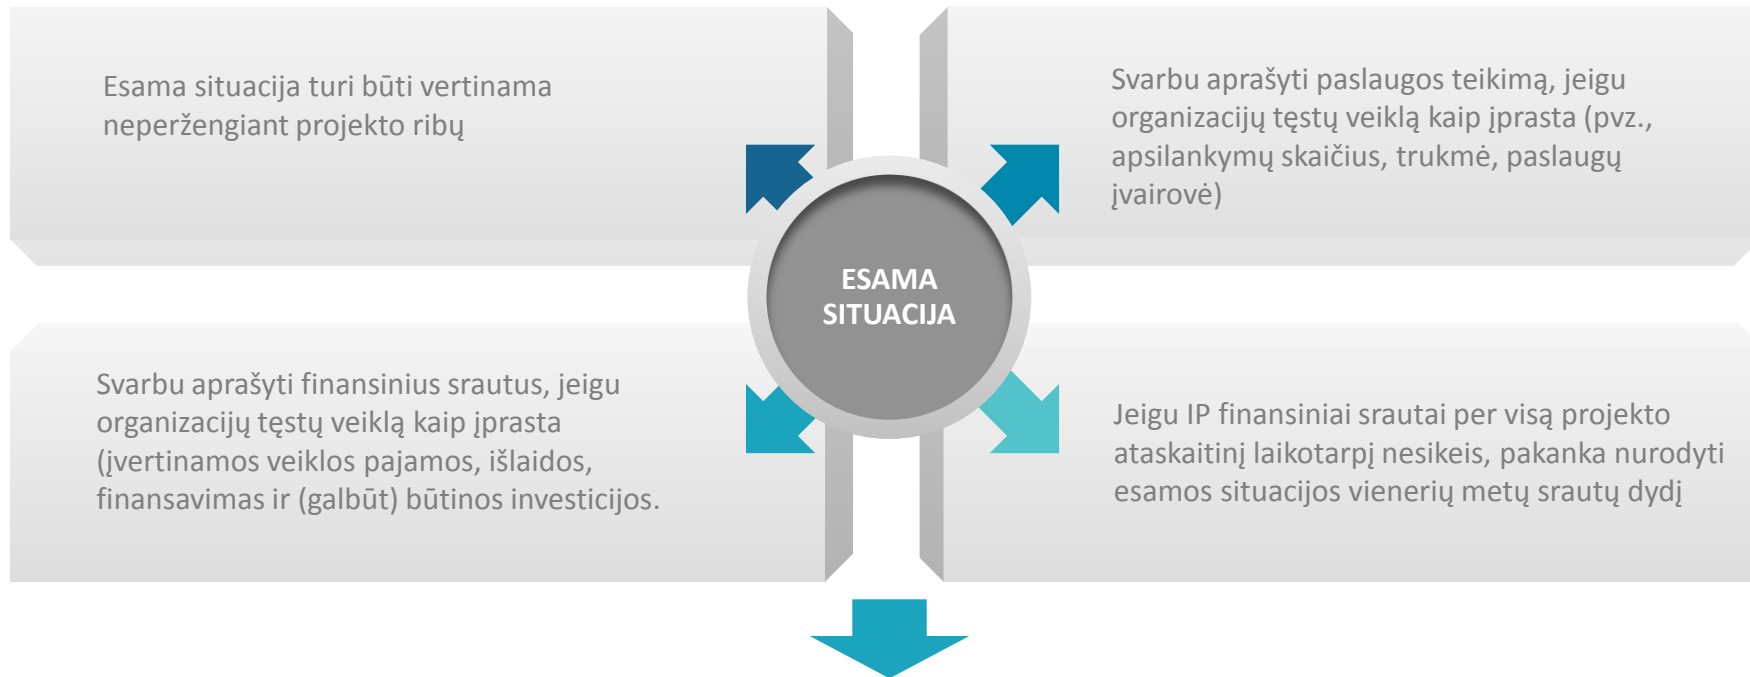 Esama situacija turi būti vertinama
neperžengiant projekto ribų
Svarbu aprašyti paslaugos teikimą, jeigu
organizacijų tęstų veiklą kaip įprasta (pvz.,
apsilankymų skaičius, trukmė, paslaugų
įvairovė)
ESAMA
SITUACIJA
Svarbu aprašyti finansinius srautus, jeigu
organizacijų tęstų veiklą kaip įprasta
(įvertinamos veiklos pajamos, išlaidos,
finansavimas ir (galbūt) būtinos investicijos.
Jeigu IP finansiniai srautai per visą projekto
ataskaitinį laikotarpį nesikeis, pakanka nurodyti
esamos situacijos vienerių metų srautų dydį